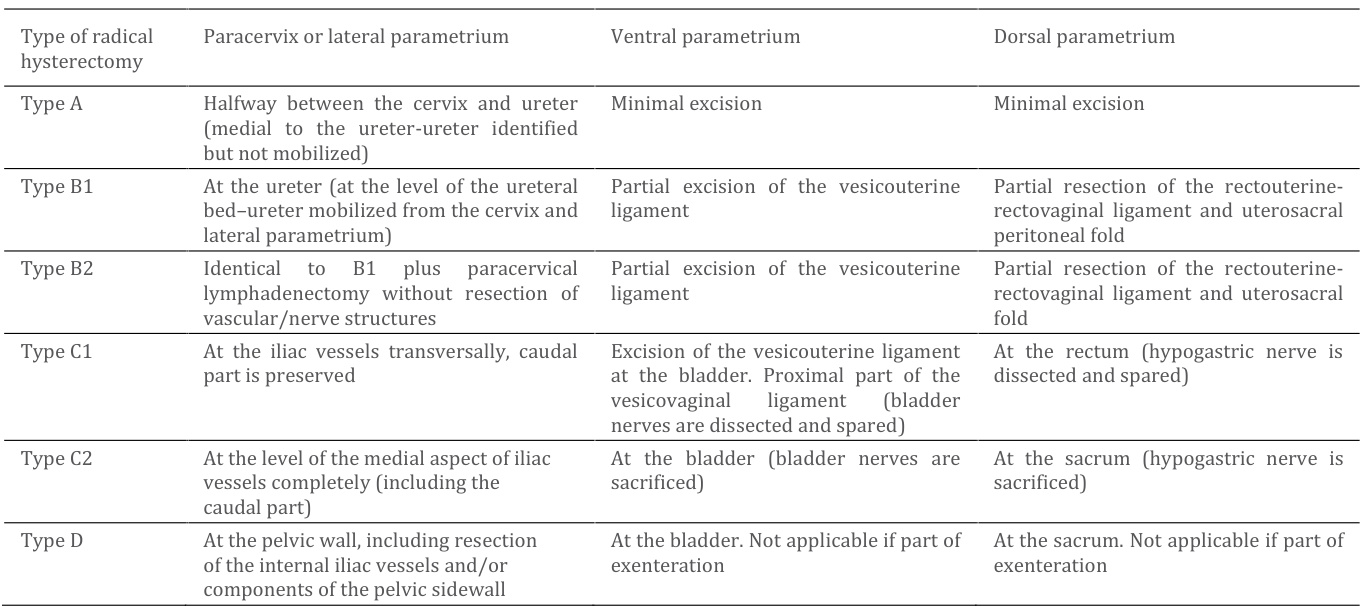 Type of radical
hysterectomy
Paracervix or lateral parametrium
Ventral parametrium
Dorsal parametrium
Type A
Halfway between the cervix and ureter
(medial to the ureter-ureter identified
but not mobilized)
Minimal excision
Minimal excision
Type B1
At the ureter (at the level of the ureteral
bed–ureter mobilized from the cervix and
lateral parametrium)
Partial excision of the vesicouterine
ligament
Partial resection of the rectouterine-
rectovaginal ligament and uterosacral
peritoneal fold
Type B2
Identical to B1 plus paracervical
lymphadenectomy without resection of
vascular/nerve structures
Partial excision of the vesicouterine
ligament
Partial resection of the rectouterine-
rectovaginal ligament and uterosacral
fold
Type C1
At the iliac vessels transversally, caudal
part is preserved
Excision of the vesicouterine ligament
at the bladder. Proximal part of the
vesicovaginal ligament (bladder
nerves are dissected and spared)
At the rectum (hypogastric nerve is
dissected and spared)
Type C2
At the level of the medial aspect of iliac
vessels completely (including the
caudal part)
At the bladder (bladder nerves are
sacrificed)
At the sacrum (hypogastric nerve is
sacrificed)
Type D
At the pelvic wall, including resection
of the internal iliac vessels and/or
components of the pelvic sidewall
At the bladder. Not applicable if part of
exenteration
At the sacrum. Not applicable if part of
exenteration